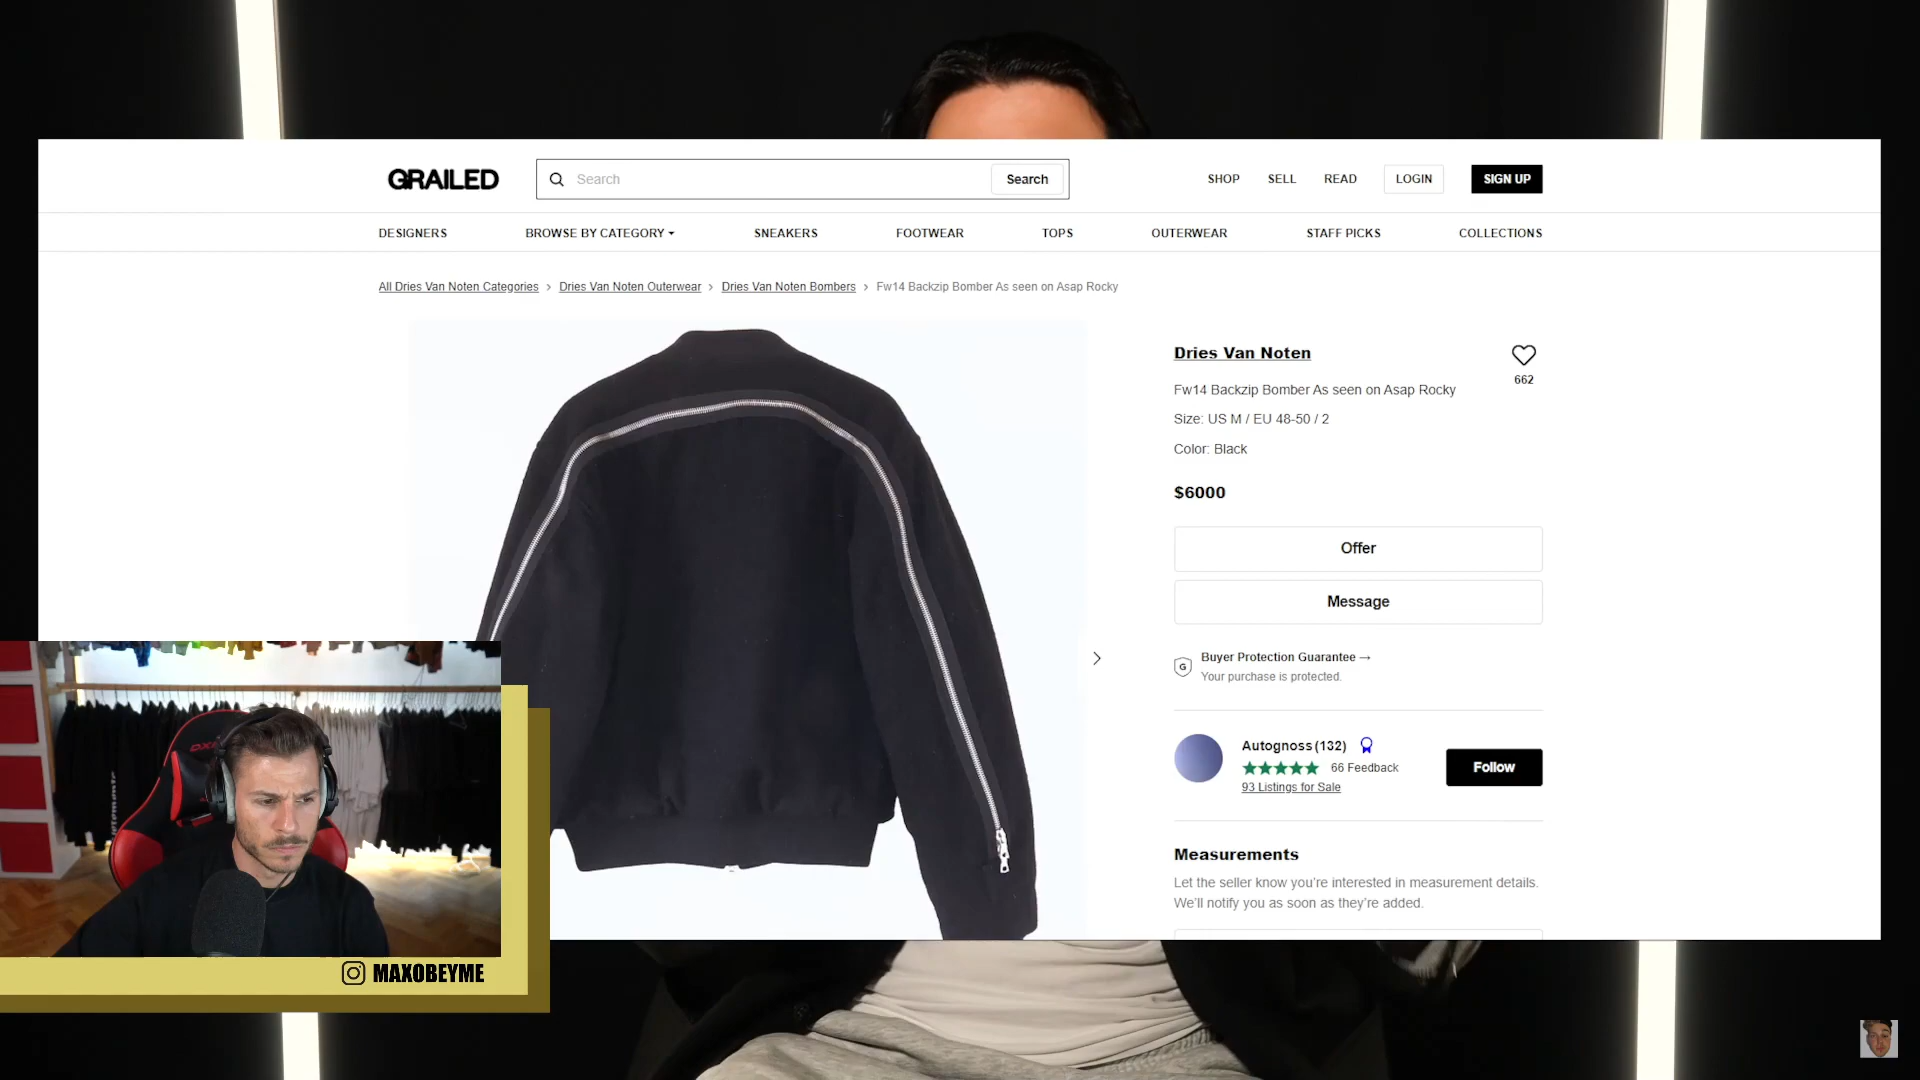 GRAILED
Search
Search
SHOP
SELL
READ
LOGIN
SIGN UP
DESIGNERS
BROWSE BY CATEGORY
SNEAKERS
FOOTWEAR
TOPS
OUTERWEAR
STAFF PICKS
COLLECTIONS
All Dries Van Noten Categories > Dries Van Noten Outerwear > Dries Van Noten Bombers > Fw14 Backzip Bomber As seen on Asap Rocky
Dries Van Noten
662
Fw14 Backzip Bomber As seen on Asap Rocky
Size: US M / EU 48-50 / 2
Color: Black
$6000
Offer
Message
G
Buyer Protection Guarantee →
Your purchase is protected.
Autognoss (132)
66 Feedback
93 Listings for Sale
Follow
Measurements
Let the seller know you're interested in measurement details.
We'll notify you as soon as they're added.
MAXOBEYME